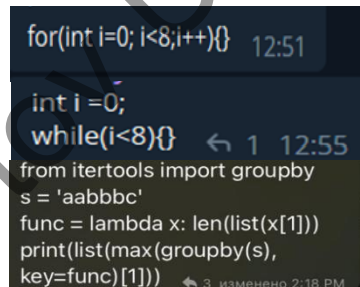 for(int i=0; i<8;i++){} 12:51
int i =0;
while(i<8){} 1 12:55
from itertools import groupby
s = 'aabbbc'
func = lambda x: len(list(x[1]))
print(list(max(groupby(s),
key=func)[1])) 3 изменено 2:18 PM